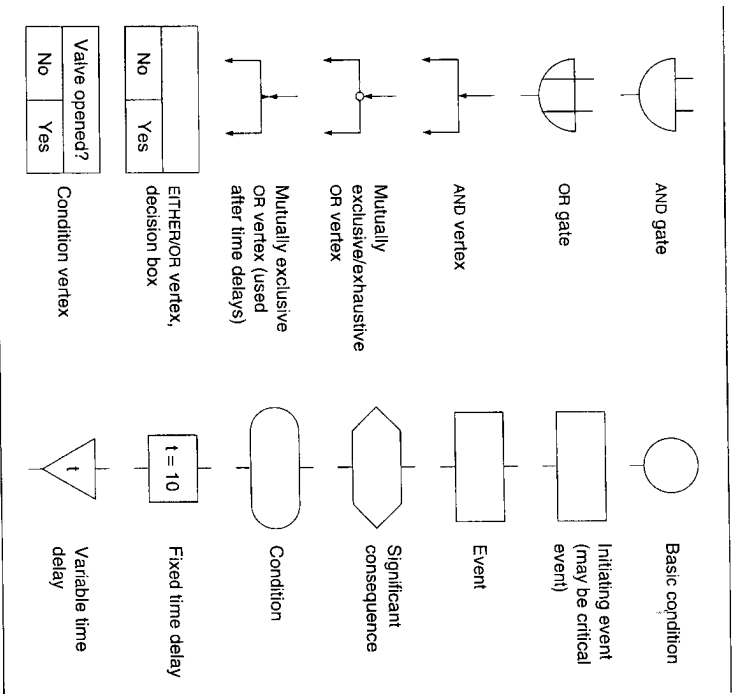 AND gate
OR gate
AND vertex
Mutually
exclusive/exhaustive
OR vertex
Mutually exclusive
OR vertex (used
after time delays)
No Yes
EITHER/OR vertex,
decision box
Valve opened?
No Yes
Condition vertex
Basic condition
Initiating event
(may be critical
event)
Event
Significant
consequence
Condition
t = 10
Fixed time delay
t
Variable time
delay